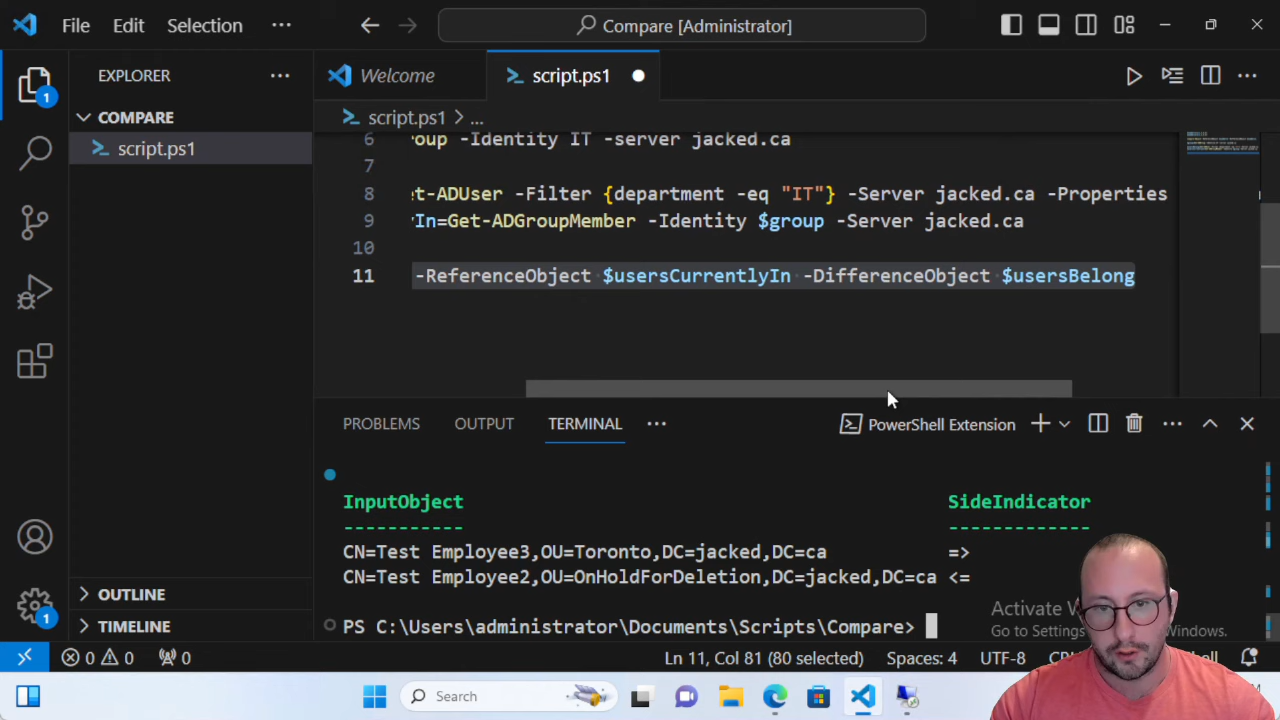 File Edit Selection ··· Compare [Administrator]
EXPLORER ···
Welcome
script.ps1
COMPARE
script.ps1 > ...
script.ps1
6 roup -Identity IT -server jacked.ca
7
8 et-ADUser -Filter {department -eq "IT"} -Server jacked.ca -Properties
9 yIn=Get-ADGroupMember -Identity $group -Server jacked.ca
10
11 -ReferenceObject $usersCurrentlyIn -DifferenceObject $usersBelong
PROBLEMS OUTPUT TERMINAL ··· PowerShell Extension
InputObject SideIndicator
----------- -------------
CN=Test Employee3,OU=Toronto,DC=jacked,DC=ca =>
CN=Test Employee2,OU=OnHoldForDeletion,DC=jacked,DC=ca <=
PS C:\Users\administrator\Documents\Scripts\Compare>
OUTLINE
TIMELINE
1
1
Activate
Go to Settings Windows.
0 0 0 Ln 11, Col 81 (80 selected) Spaces: 4 UTF-8
Search